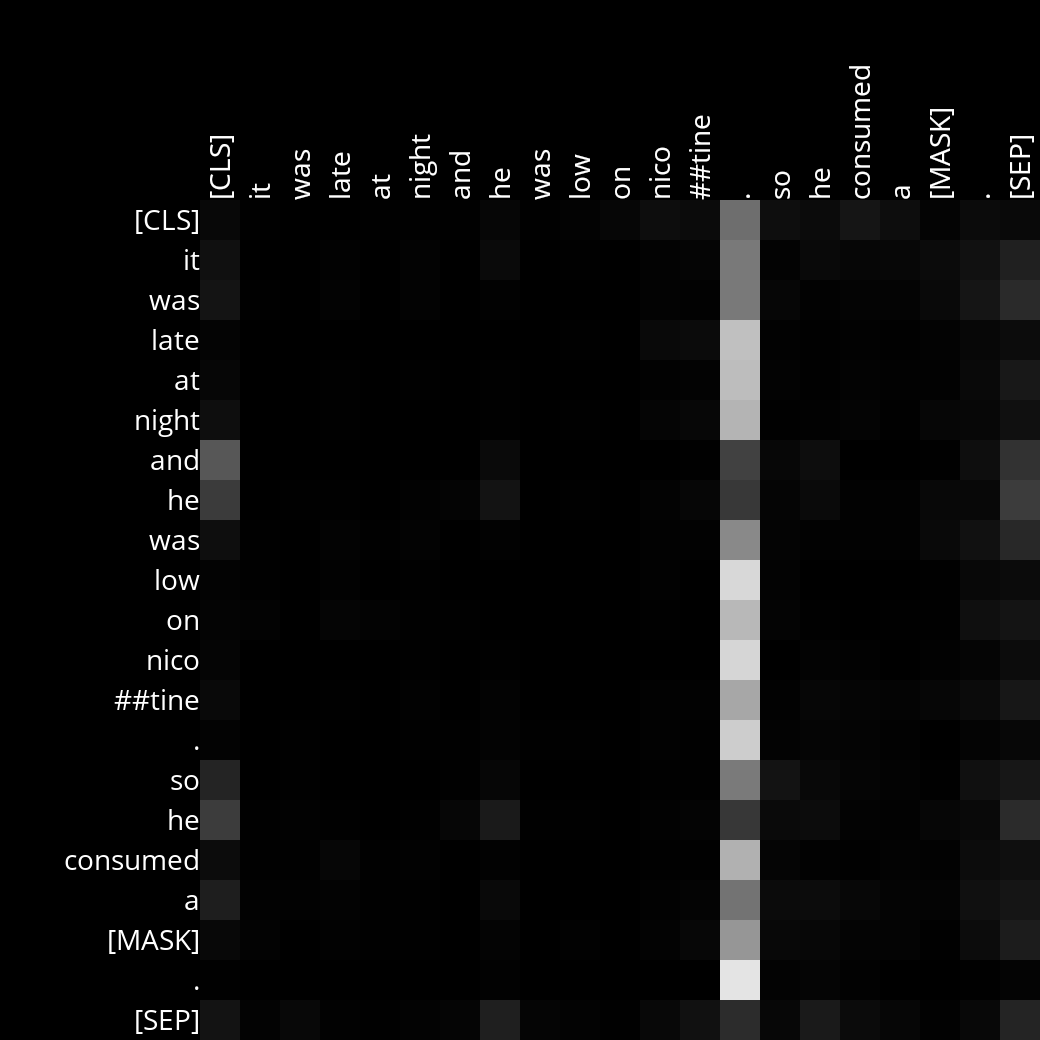 [CLS] it was late at night and he was low on nico ##tine . so he consumed a [MASK] . [SEP]
[CLS]
it
was
late
at
night
and
he
was
low
on
nico
##tine
.
so
he
consumed
a
[MASK]
.
[SEP]